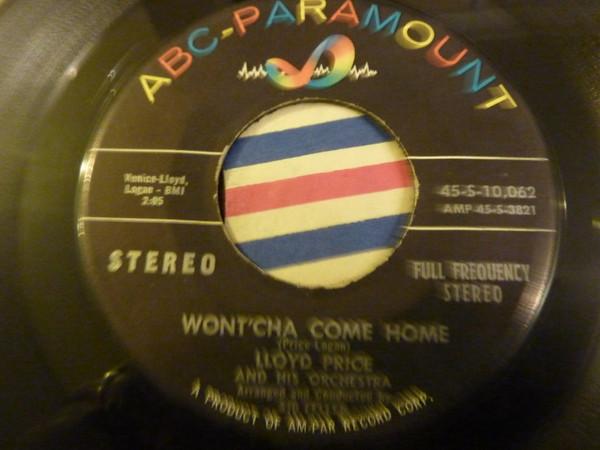 ABC-PARAMOUNT
Venice-Lloyd,
Logan - BMI
2:05
45-S-10,062
AMP-45-S-3821
STEREO
FULL FREQUENCY
STEREO
WONT'CHA COME HOME
(Price Logan)
LLOYD PRICE
AND HIS ORCHESTRA
Arranged and Conducted by
A PRODUCT OF AM-PAR RECORD CORP.